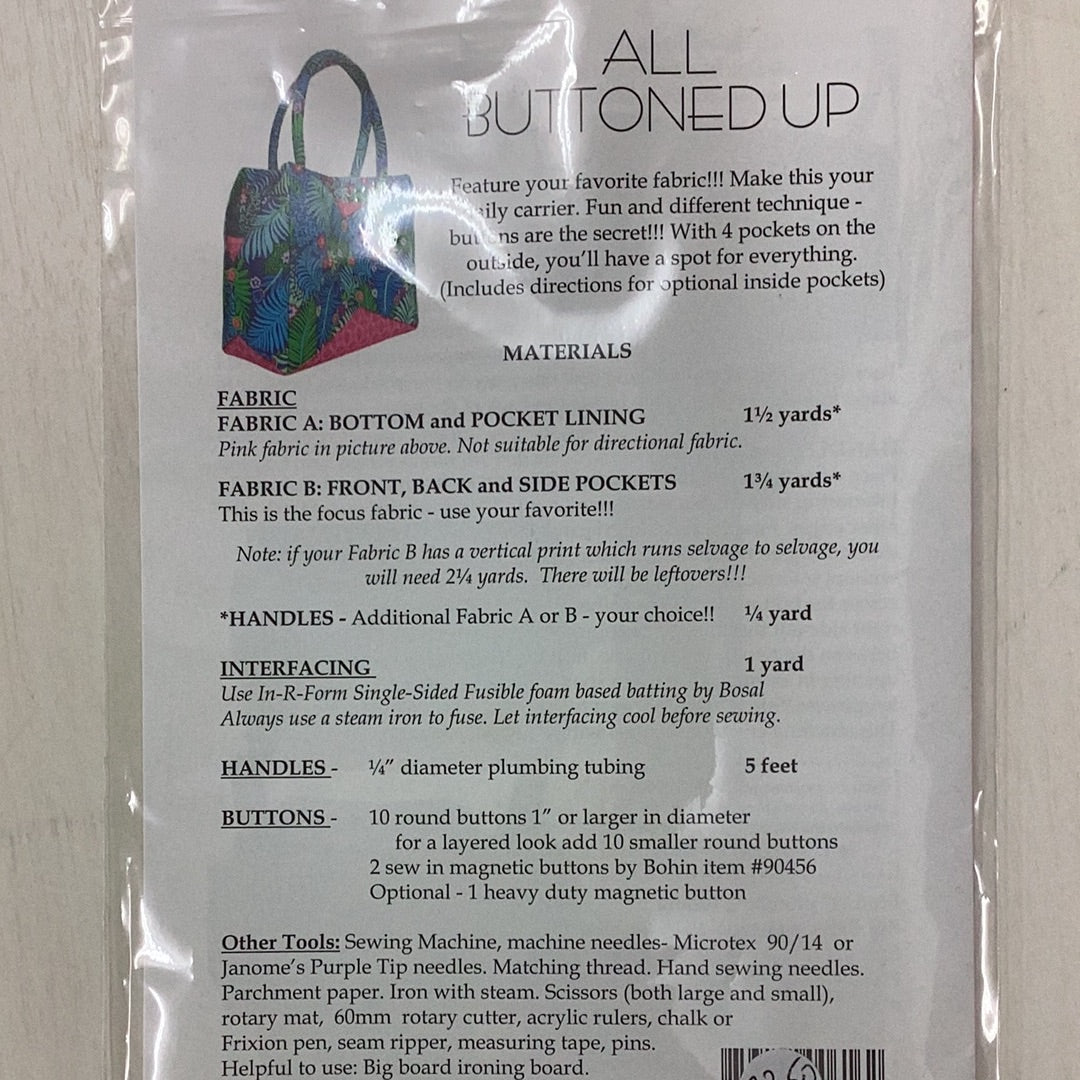 ALL
BUTTONED UP
Feature your favorite fabric!!! Make this your
carrier. Fun and different technique -
are the secret!!! With 4 pockets on the
outside, you'll have a spot for everything.
(Includes directions for optional inside pockets)
MATERIALS
FABRIC
FABRIC A: BOTTOM and POCKET LINING 1½ yards*
Pink fabric in picture above. Not suitable for directional fabric.
FABRIC B: FRONT, BACK and SIDE POCKETS 1¾ yards*
This is the focus fabric - use your favorite!!!
Note: if your Fabric B has a vertical print which runs selvage to selvage, you
will need 2¼ yards. There will be leftovers!!!
*HANDLES - Additional Fabric A or B - your choice!! ¼ yard
INTERFACING 1 yard
Use In-R-Form Single-Sided Fusible foam based batting by Bosal
Always use a steam iron to fuse. Let interfacing cool before sewing.
HANDLES - ¼" diameter plumbing tubing 5 feet
BUTTONS - 10 round buttons 1" or larger in diameter
for a layered look add 10 smaller round buttons
2 sew in magnetic buttons by Bohin item #90456
Optional - 1 heavy duty magnetic button
Other Tools: Sewing Machine, machine needles- Microtex 90/14 or
Janome's Purple Tip needles. Matching thread. Hand sewing needles.
Parchment paper. Iron with steam. Scissors (both large and small),
rotary mat, 60mm rotary cutter, acrylic rulers, chalk or
Frixion pen, seam ripper, measuring tape, pins.
Helpful to use: Big board ironing board.